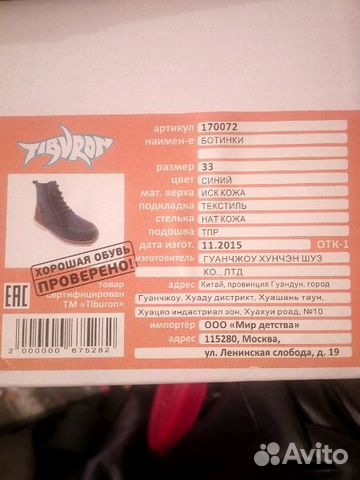 TIBURON
артикул 170072
наимен-е БОТИНКИ
размер 33
цвет СИНИЙ
мат. верха ИСК КОЖА
подкладка ТЕКСТИЛЬ
стелька НАТ КОЖА
подошва ТПР
дата изгот. 11.2015 ОТК-1
изготовитель ГУАНЧЖОУ ХУНЧЭН ШУЗ
КО., ЛТД
ХОРОШАЯ ОБУВЬ
ПРОВЕРЕНО!
товар
сертифицирован
ТМ «Tiburon»
EAC
адрес Китай, провинция Гуандун, город
Гуанчжоу, Хуаду дистрикт, Хуашань таун,
Хуацяо индастриал зон, Хуахуи роад, №10
импортёр ООО «Мир детства»
адрес 115280, Москва,
ул. Ленинская слобода, д. 19
2 000000 675282
Avito